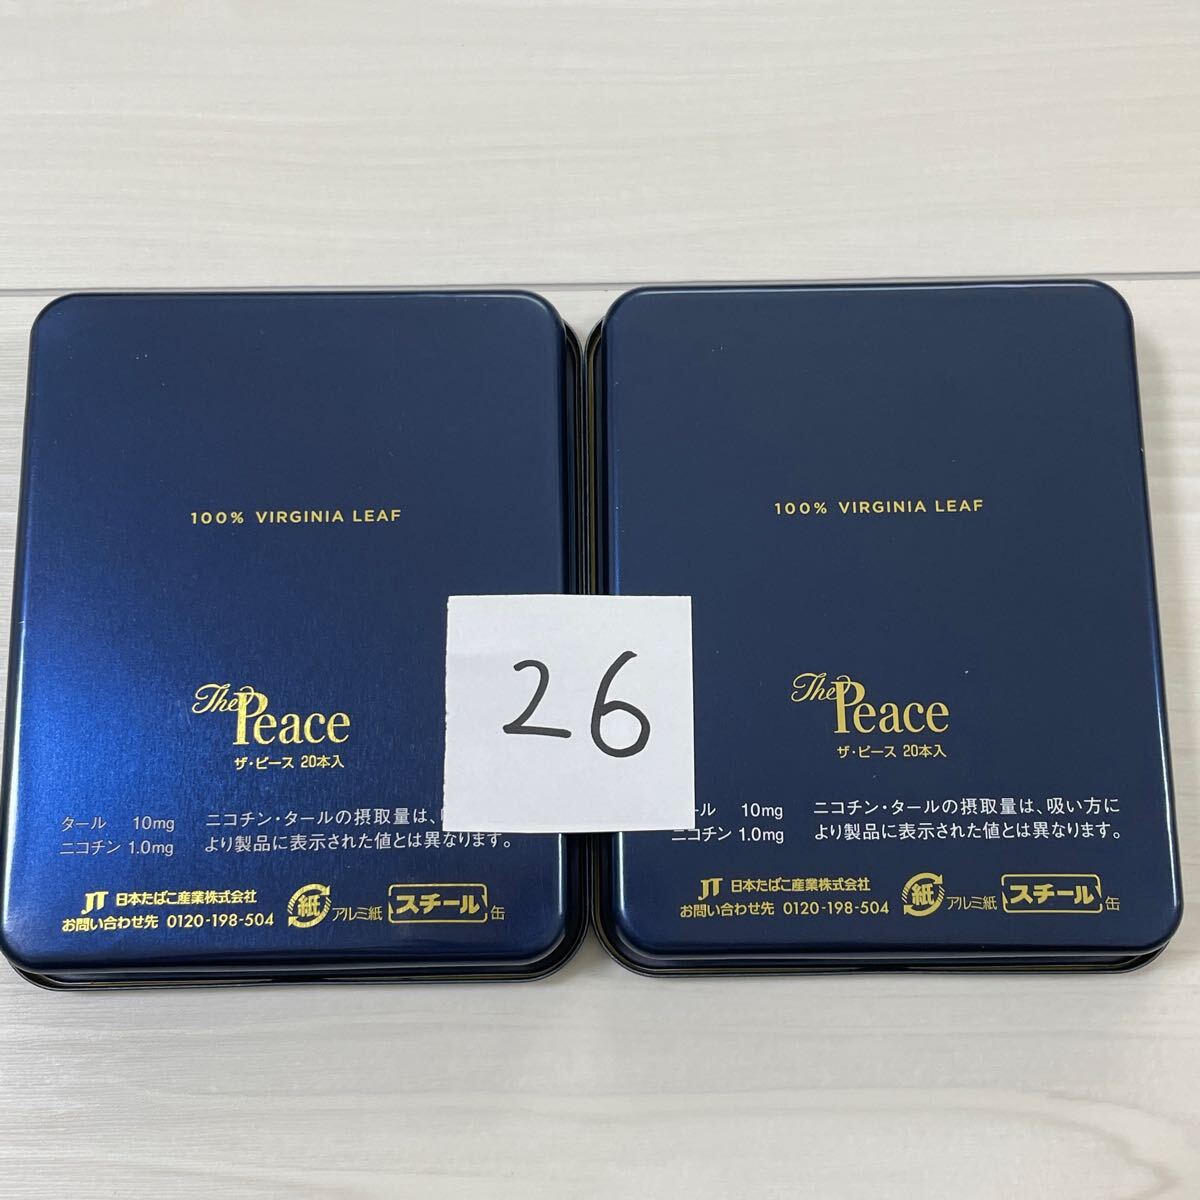 100% VIRGINIA LEAF
The Peace
ザ・ピース 20本入
タール 10mg
ニコチン 1.0mg
ニコチン・タールの摂取量は、
より製品に表示された値とは異なります。
JT 日本たばこ産業株式会社
お問い合わせ先 0120-198-504
紙 アルミ紙 スチール 缶
26
100% VIRGINIA LEAF
The Peace
ザ・ピース 20本入
ール 10mg
ニコチン 1.0mg
ニコチン・タールの摂取量は、吸い方に
より製品に表示された値とは異なります。
JT 日本たばこ産業株式会社
お問い合わせ先 0120-198-504
紙 アルミ紙 スチール 缶